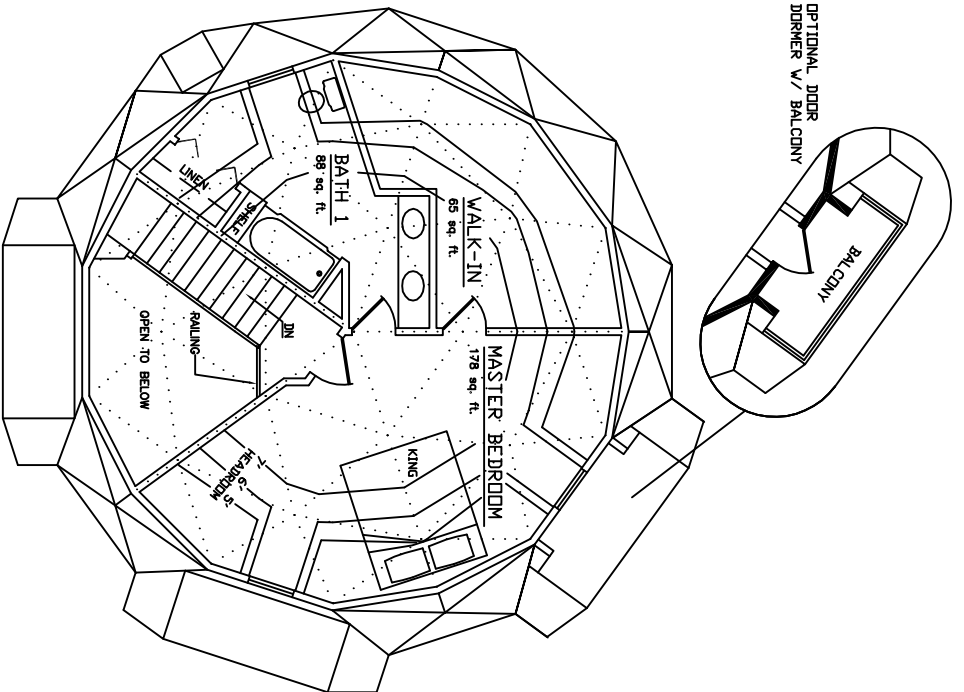 OPTIONAL DOOR
DORMER W/ BALCONY
BALCONY
WALK-IN
65 sq. ft.
BATH 1
88 sq. ft.
LINEN
SHELF
MASTER BEDROOM
178 sq. ft.
KING
DN
RAILING
OPEN TO BELOW
7' 6' 5'
HEADROOM